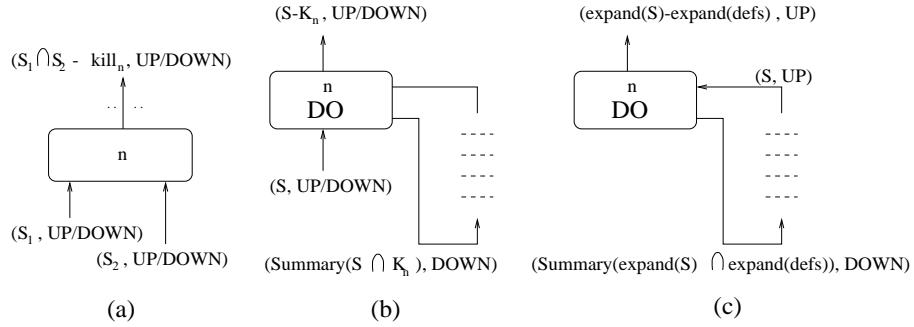 (S-Kn, UP/DOWN)
(expand(S)-expand(defs) , UP)
(S1 ⋂ S2 - killn, UP/DOWN)
(S, UP)
n
DO
n
DO
.. ..
n
(S, UP/DOWN)
(S1 , UP/DOWN)
(S2 , UP/DOWN)
(Summary(S ⋂ Kn ), DOWN)
(Summary(expand(S) ⋂ expand(defs)), DOWN)
(a)
(b)
(c)